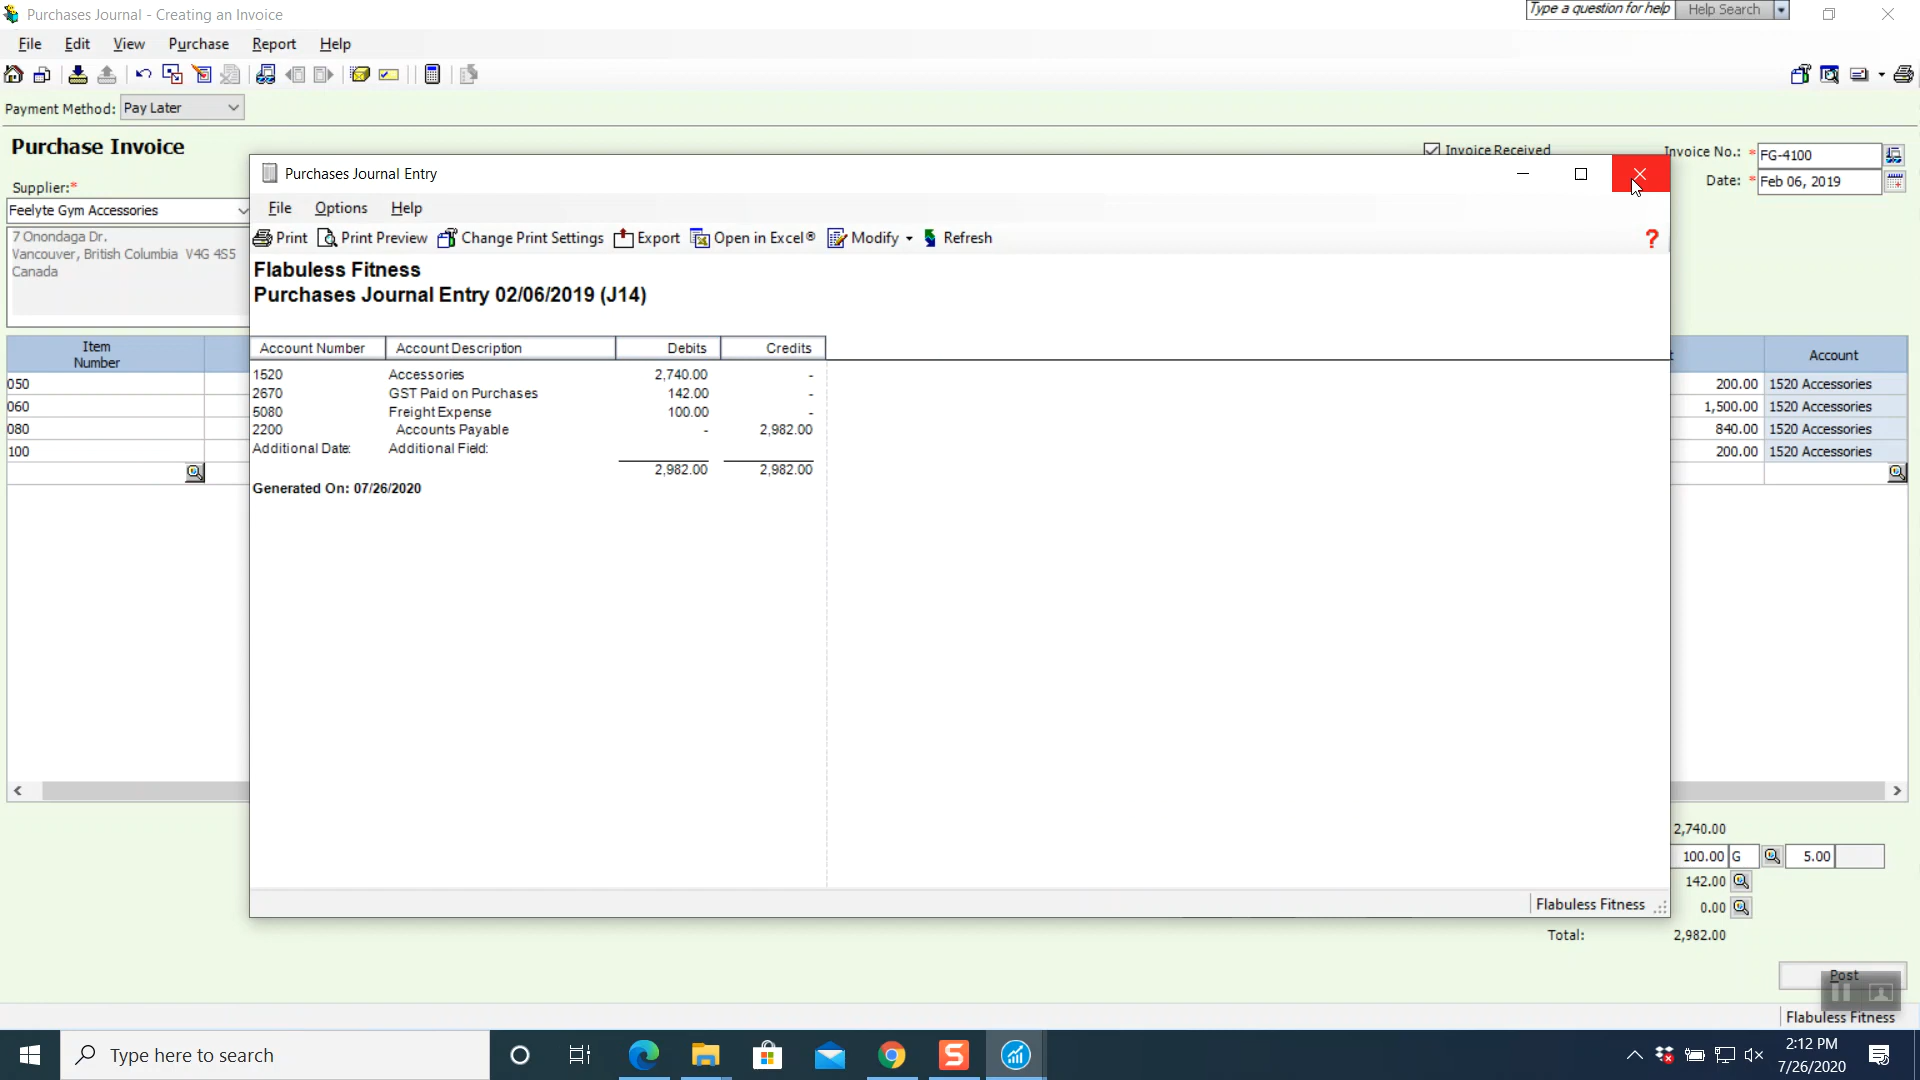 Purchases Journal - Creating an Invoice
Type a question for help Help Search
File Edit View Purchase Report Help
Payment Method: Pay Later
Purchase Invoice
Invoice Received
Invoice No.: * FG-4100
Date: * Feb 06, 2019
Supplier:*
Feelyte Gym Accessories
7 Onondaga Dr.
Vancouver, British Columbia V4G 4S5
Canada
Purchases Journal Entry
File Options Help
Print Print Preview Change Print Settings Export Open in Excel® Modify Refresh ?
Flabuless Fitness
Purchases Journal Entry 02/06/2019 (J14)
Account Number Account Description Debits Credits
1520 Accessories 2,740.00 -
2670 GST Paid on Purchases 142.00 -
5080 Freight Expense 100.00 -
2200 Accounts Payable - 2,982.00
Additional Date: Additional Field:
2,982.00 2,982.00
Generated On: 07/26/2020
Flabuless Fitness
Item
Number
050
060
080
100
Account
200.00 1520 Accessories
1,500.00 1520 Accessories
840.00 1520 Accessories
200.00 1520 Accessories
2,740.00
100.00 G 5.00
142.00
0.00
Total: 2,982.00
Post
Flabuless Fitness
Type here to search
2:12 PM
7/26/2020